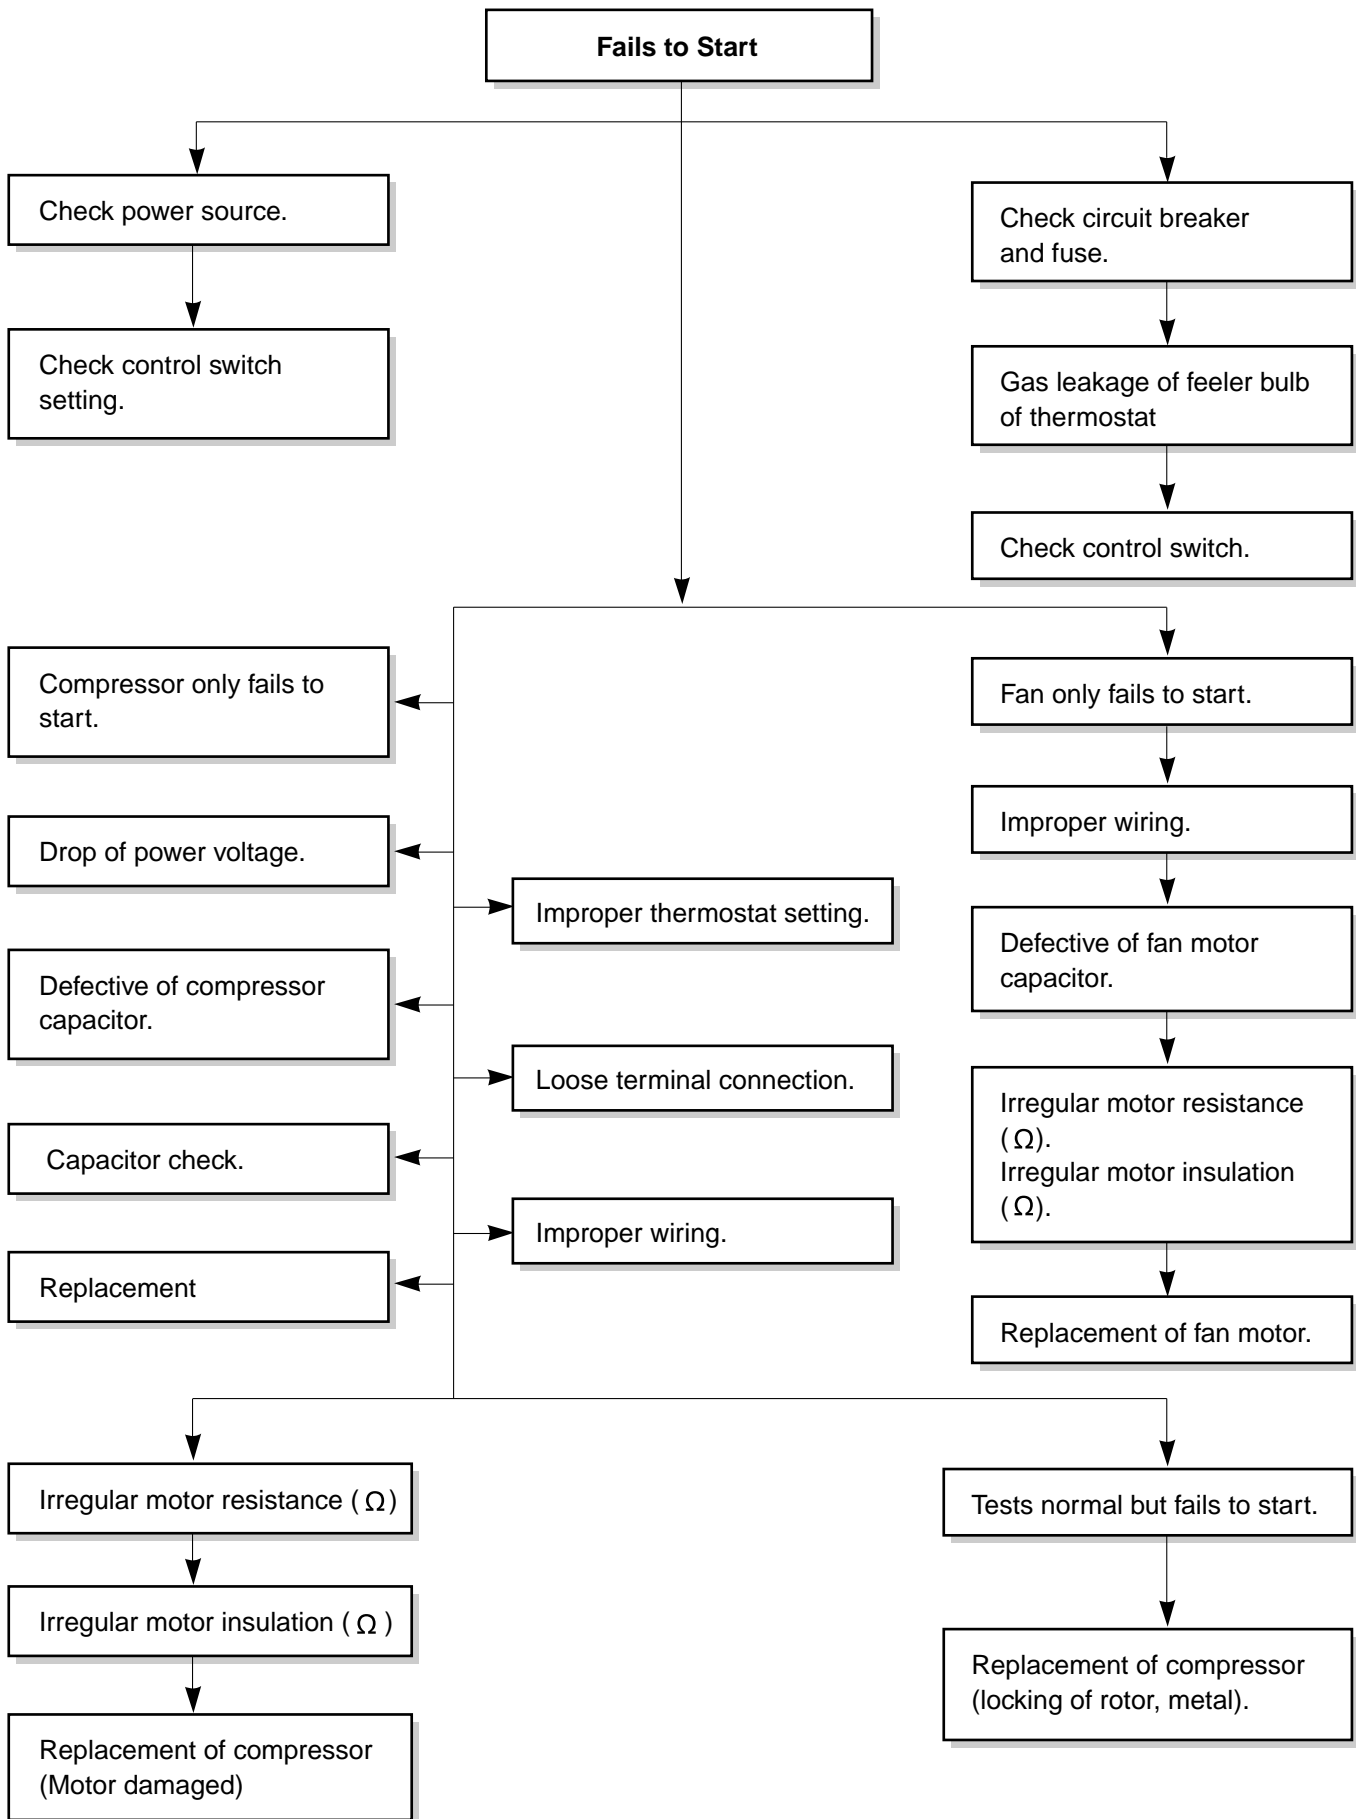 Fails to Start
Check power source.
Check control switch
setting.
Check circuit breaker
and fuse.
Gas leakage of feeler bulb
of thermostat
Check control switch.
Compressor only fails to
start.
Drop of power voltage.
Defective of compressor
capacitor.
Capacitor check.
Replacement
Improper thermostat setting.
Loose terminal connection.
Improper wiring.
Fan only fails to start.
Improper wiring.
Defective of fan motor
capacitor.
Irregular motor resistance
(Ω).
Irregular motor insulation
(Ω).
Replacement of fan motor.
Irregular motor resistance (Ω)
Irregular motor insulation (Ω)
Replacement of compressor
(Motor damaged)
Tests normal but fails to start.
Replacement of compressor
(locking of rotor, metal).